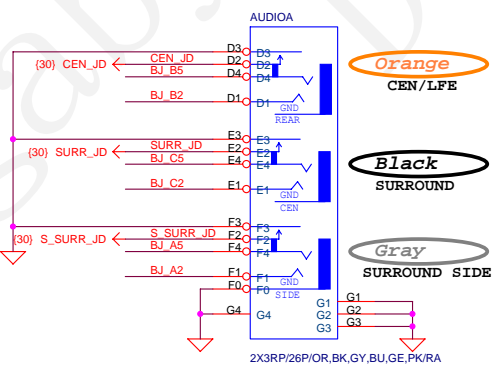 AUDIOA
D3 D3
{30} CEN_JD CEN_JD D2 D2
BJ_B5 D4 D4
BJ_B2 D1 D1
GND
REAR
Orange
CEN/LFE
E3 E3
{30} SURR_JD SURR_JD E2 E2
BJ_C5 E4 E4
BJ_C2 E1 E1
GND
CEN
Black
SURROUND
F3 F3
{30} S_SURR_JD S_SURR_JD F2 F2
BJ_A5 F4 F4
BJ_A2 F1 F1
GND
F0 F0
SIDE
Gray
SURROUND SIDE
G4 G4
G1 G1
G2 G2
G3 G3
2X3RP/26P/OR,BK,GY,BU,GE,PK/RA